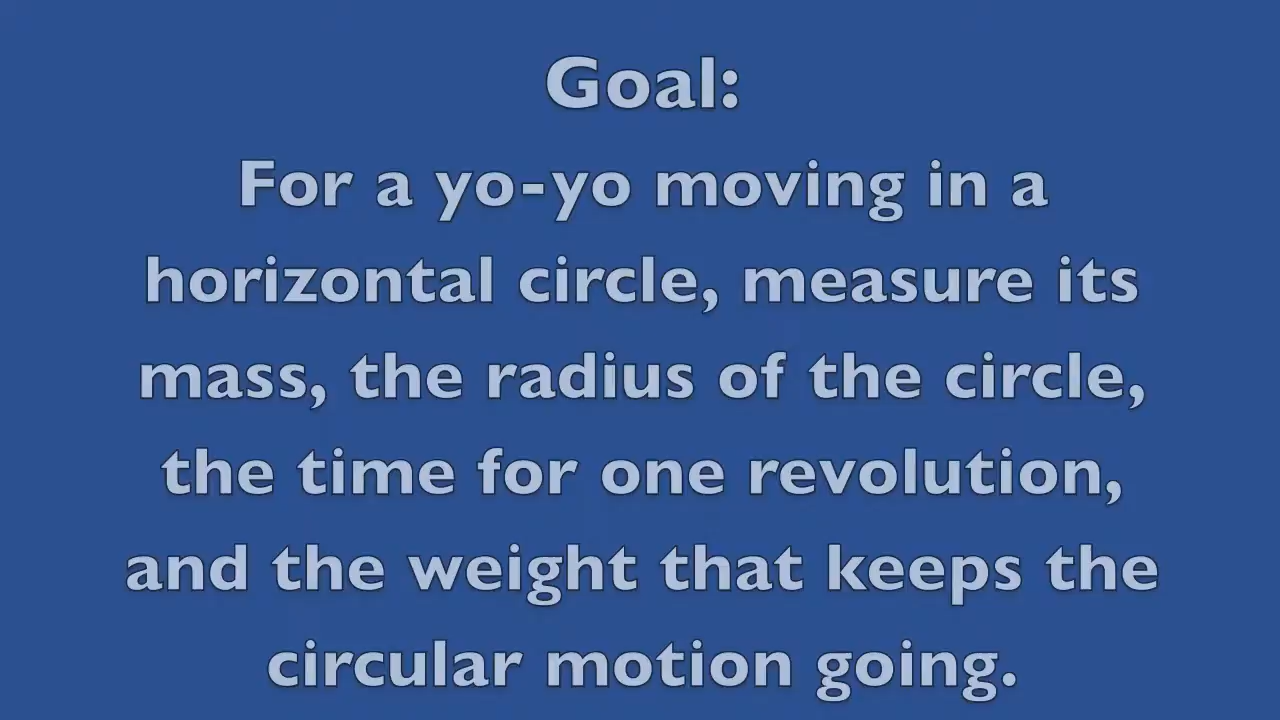 Goal:
For a yo-yo moving in a
horizontal circle, measure its
mass, the radius of the circle,
the time for one revolution,
and the weight that keeps the
circular motion going.